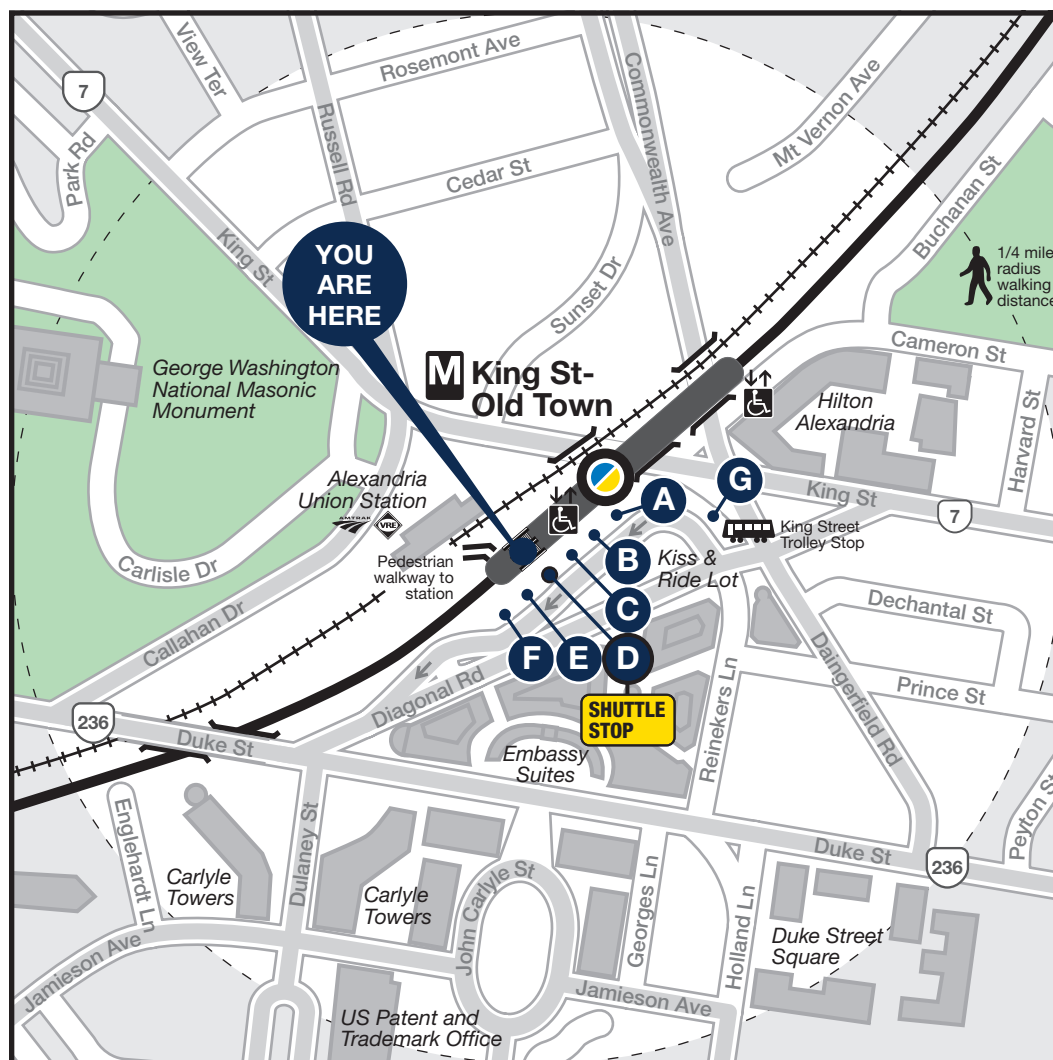 View Ter
Rosemont Ave
7
Park Rd
Russell Rd
Commonwealth Ave
Mt Vernon Ave
Cedar St
Buchanan St
King St
YOU
ARE
HERE
Sunset Dr
1/4 mile
radius
walking
distance
George Washington
National Masonic
Monument
M King St-
Old Town
Cameron St
Hilton
Alexandria
Harvard St
Alexandria
Union Station
AMTRAK
VRE
A
G
King St
7
King Street
Trolley Stop
B
Kiss &
Ride Lot
Pedestrian
walkway to
station
Carlisle Dr
C
Dechantal St
Callahan Dr
F
E
D
SHUTTLE
STOP
Diagonal Rd
Prince St
Reinekers Ln
Daingerfield Rd
236
Duke St
Embassy
Suites
Peyton St
Englehardt Ln
Dulaney St
Duke St
236
Carlyle
Towers
Carlyle
Towers
John Carlyle St
Georges Ln
Holland Ln
Duke Street
Square
Jamieson Ave
Jamieson Ave
US Patent and
Trademark Office